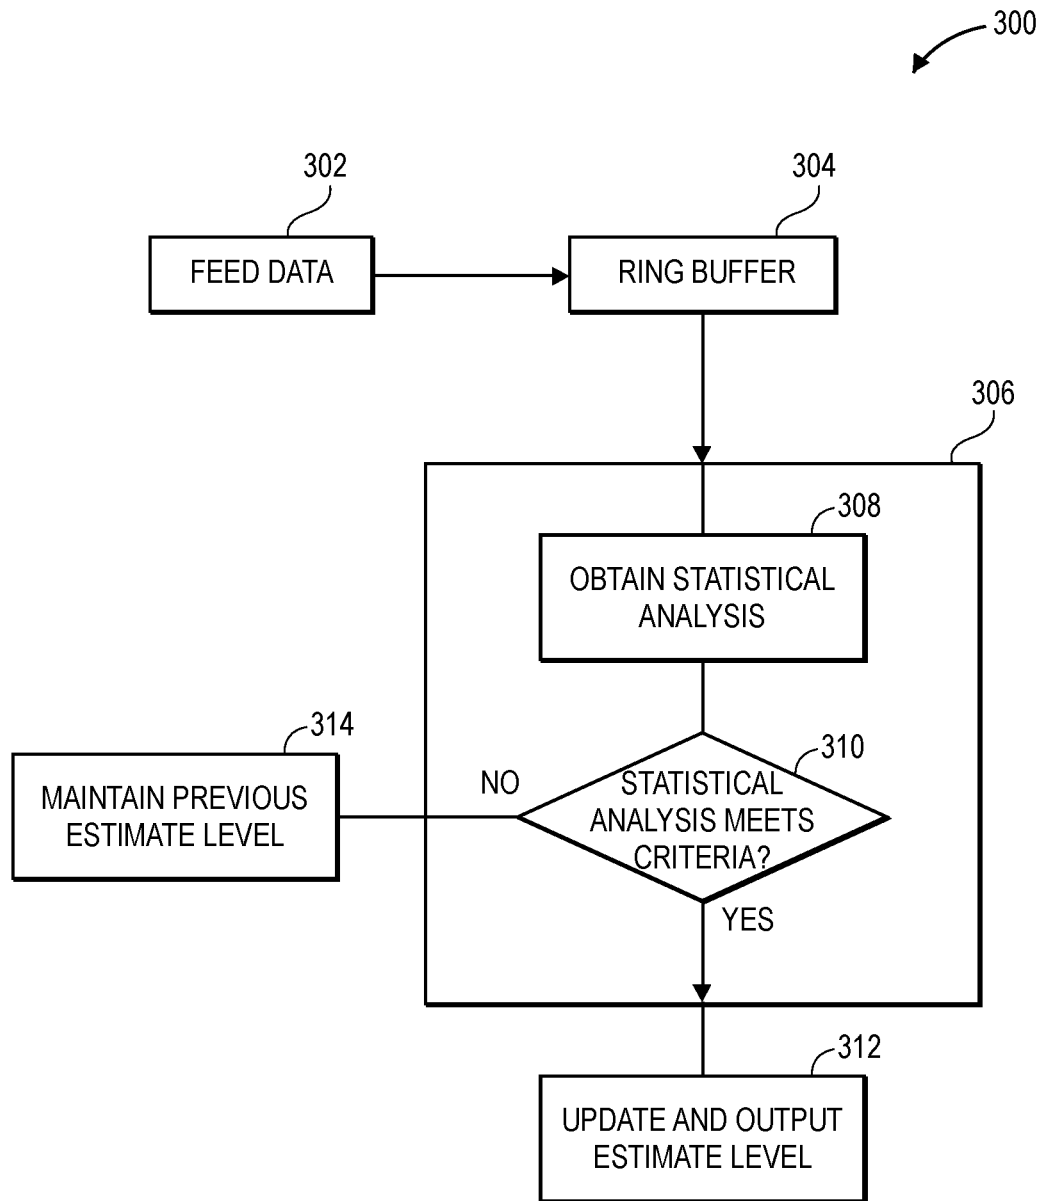 300
302
304
FEED DATA
RING BUFFER
306
308
OBTAIN STATISTICAL
ANALYSIS
314
310
MAINTAIN PREVIOUS
ESTIMATE LEVEL
NO
STATISTICAL
ANALYSIS MEETS
CRITERIA?
YES
312
UPDATE AND OUTPUT
ESTIMATE LEVEL